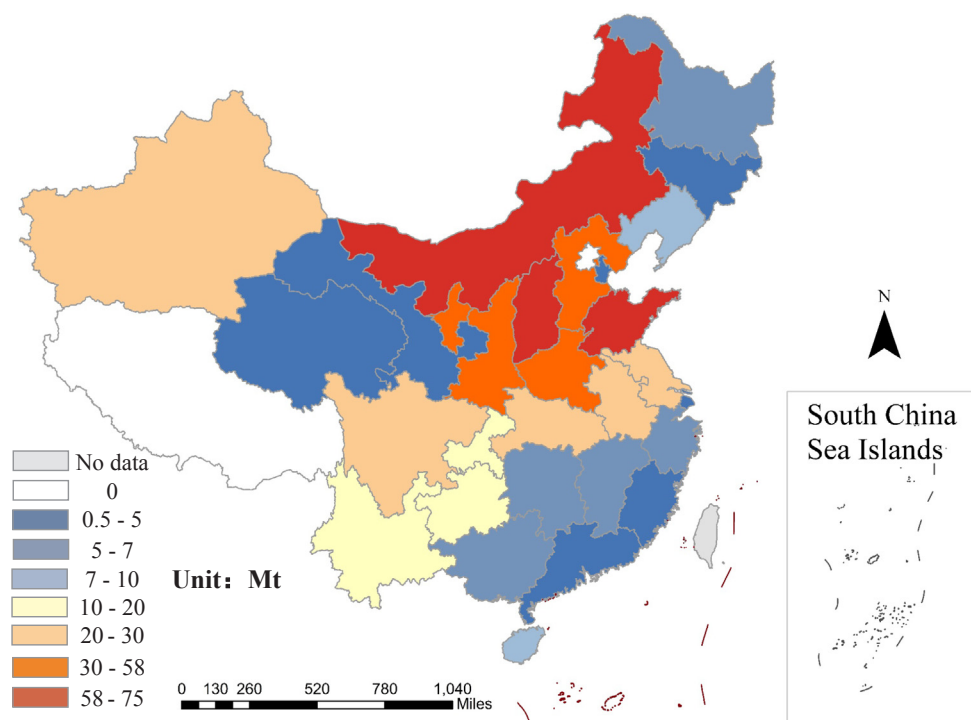 N
South China
Sea Islands
No data
0
0.5 - 5
5 - 7
7 - 10
10 - 20
20 - 30
30 - 58
58 - 75
Unit：Mt
0 130 260 520 780 1,040
Miles